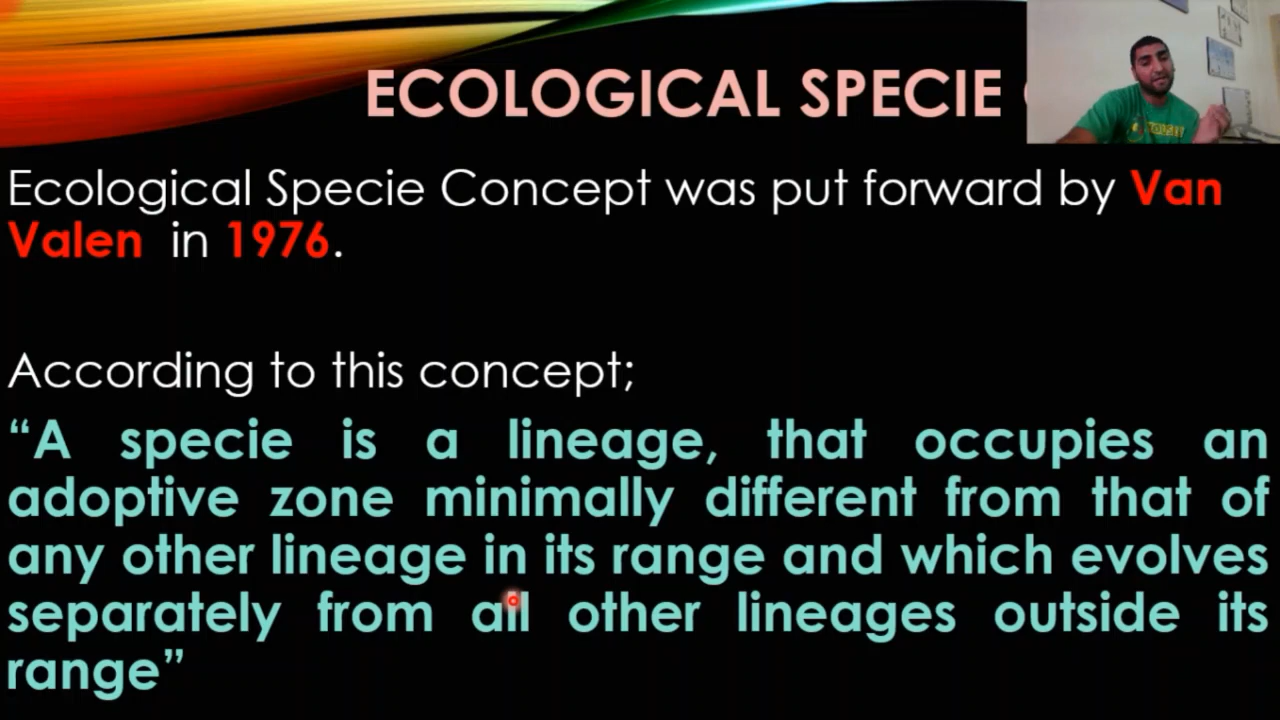 ECOLOGICAL SPECIE
Ecological Specie Concept was put forward by Van
Valen in 1976.
According to this concept;
“A specie is a lineage, that occupies an
adoptive zone minimally different from that of
any other lineage in its range and which evolves
separately from all other lineages outside its
range”